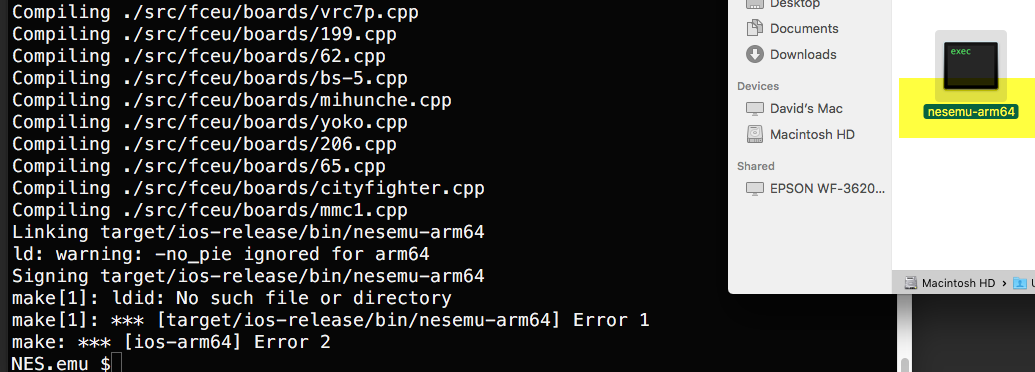 Compiling ./src/fceu/boards/vrc7p.cpp
Compiling ./src/fceu/boards/199.cpp
Compiling ./src/fceu/boards/62.cpp
Compiling ./src/fceu/boards/bs-5.cpp
Compiling ./src/fceu/boards/mihunche.cpp
Compiling ./src/fceu/boards/yoko.cpp
Compiling ./src/fceu/boards/206.cpp
Compiling ./src/fceu/boards/65.cpp
Compiling ./src/fceu/boards/cityfighter.cpp
Compiling ./src/fceu/boards/mmc1.cpp
Linking target/ios-release/bin/nesemu-arm64
ld: warning: -no_pie ignored for arm64
Signing target/ios-release/bin/nesemu-arm64
make[1]: ldid: No such file or directory
make[1]: *** [target/ios-release/bin/nesemu-arm64] Error 1
make: *** [ios-arm64] Error 2
NES.emu $
Desktop
Documents
Downloads
Devices
David's Mac
Macintosh HD
Shared
EPSON WF-3620...
exec
nesemu-arm64
Macintosh HD ›